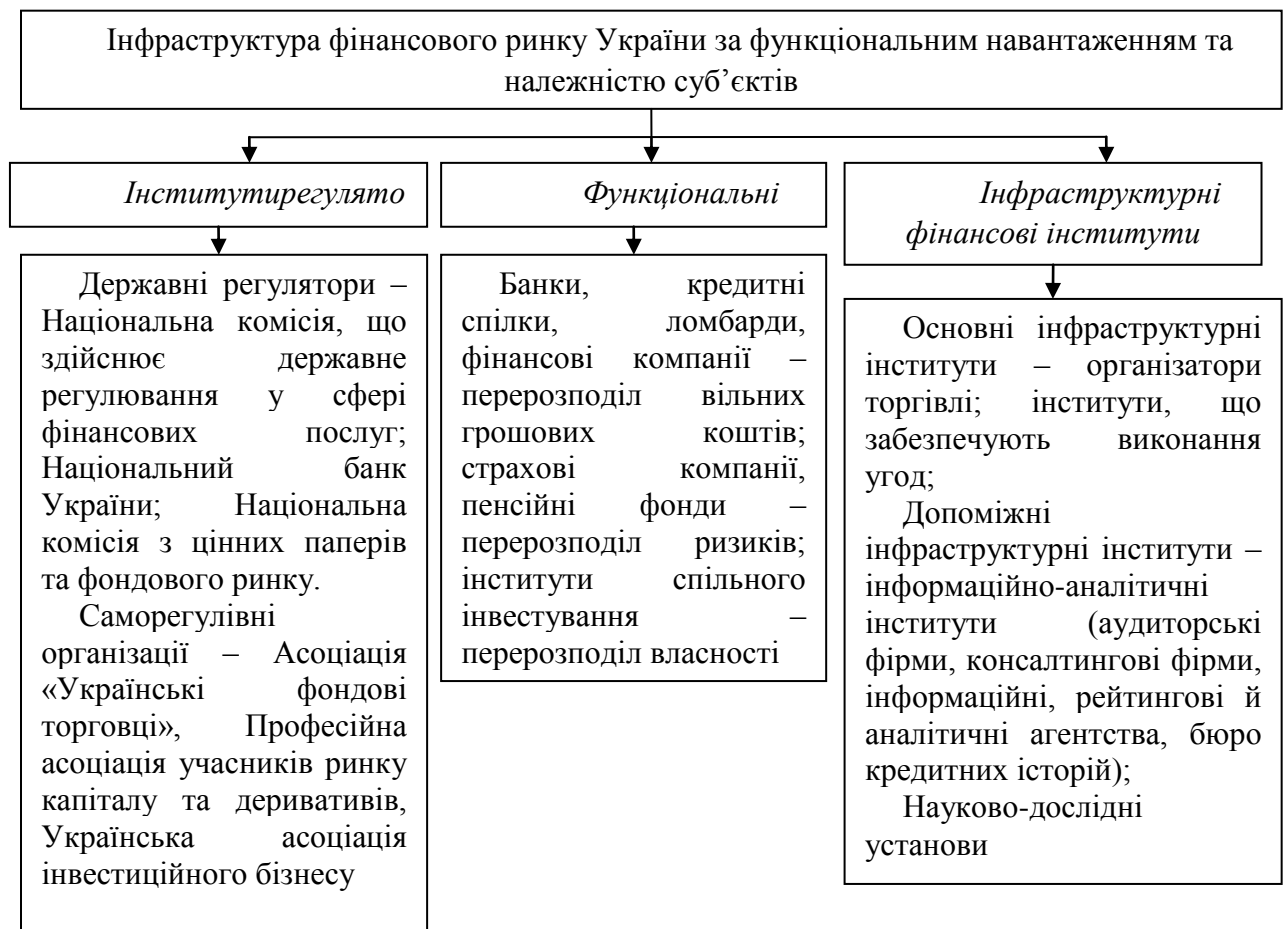 Інфраструктура фінансового ринку України за функціональним навантаженням та
належністю суб’єктів
Інститутирегулято
Державні регулятори –
Національна комісія, що
здійснює державне
регулювання у сфері
фінансових послуг;
Національний банк
України; Національна
комісія з цінних паперів
та фондового ринку.
Саморегулівні
організації – Асоціація
«Українські фондові
торговці», Професійна
асоціація учасників ринку
капіталу та деривативів,
Українська асоціація
інвестиційного бізнесу
Функціональні
Банки, кредитні
спілки, ломбарди,
фінансові компанії –
перерозподіл вільних
грошових коштів;
страхові компанії,
пенсійні фонди –
перерозподіл ризиків;
інститути спільного
інвестування –
перерозподіл власності
Інфраструктурні
фінансові інститути
Основні інфраструктурні
інститути – організатори
торгівлі; інститути, що
забезпечують виконання
угод;
Допоміжні
інфраструктурні інститути –
інформаційно-аналітичні
інститути (аудиторські
фірми, консалтингові фірми,
інформаційні, рейтингові й
аналітичні агентства, бюро
кредитних історій);
Науково-дослідні
установи